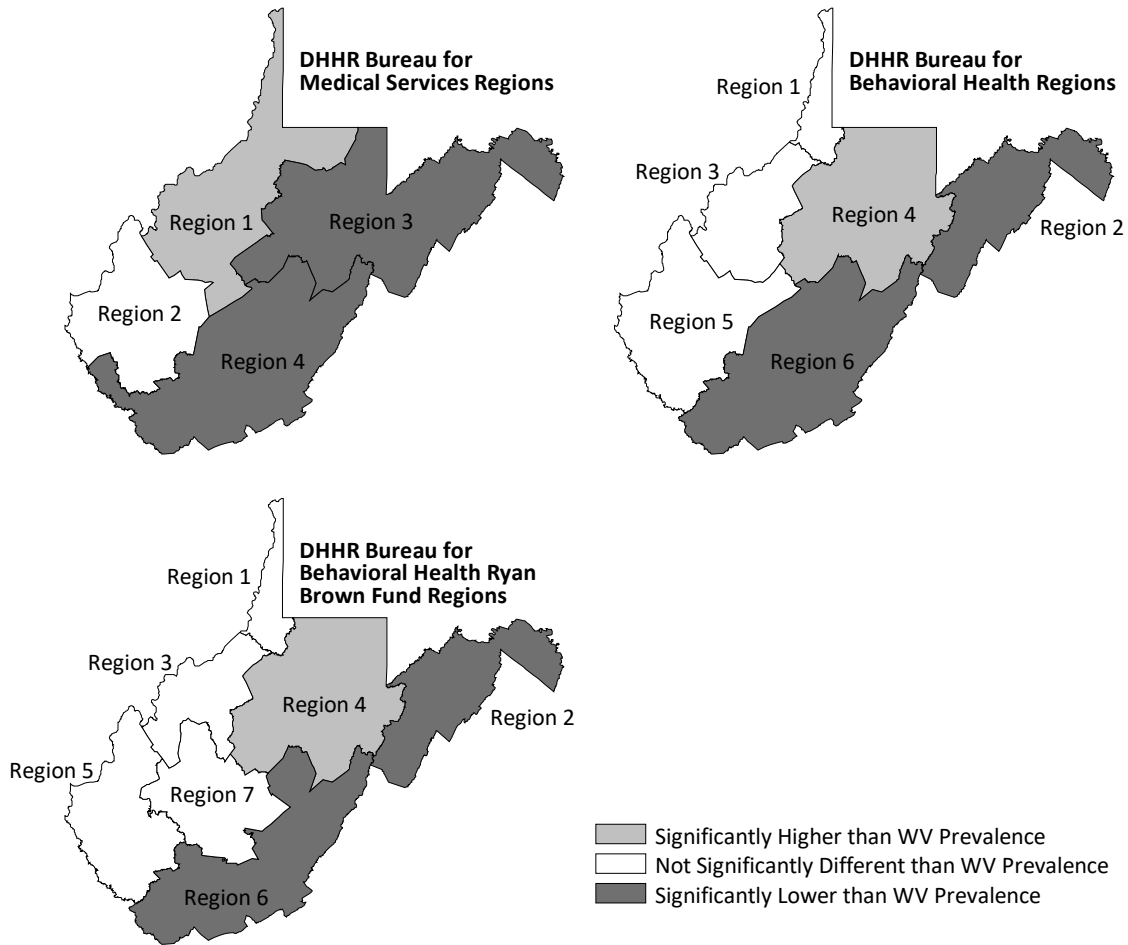 DHHR Bureau for
Medical Services Regions
Region 1
Region 3
Region 2
Region 4
DHHR Bureau for
Behavioral Health Regions
Region 1
Region 3
Region 4
Region 2
Region 5
Region 6
DHHR Bureau for
Behavioral Health Ryan
Brown Fund Regions
Region 1
Region 3
Region 4
Region 2
Region 5
Region 7
Region 6
Significantly Higher than WV Prevalence
Not Significantly Different than WV Prevalence
Significantly Lower than WV Prevalence